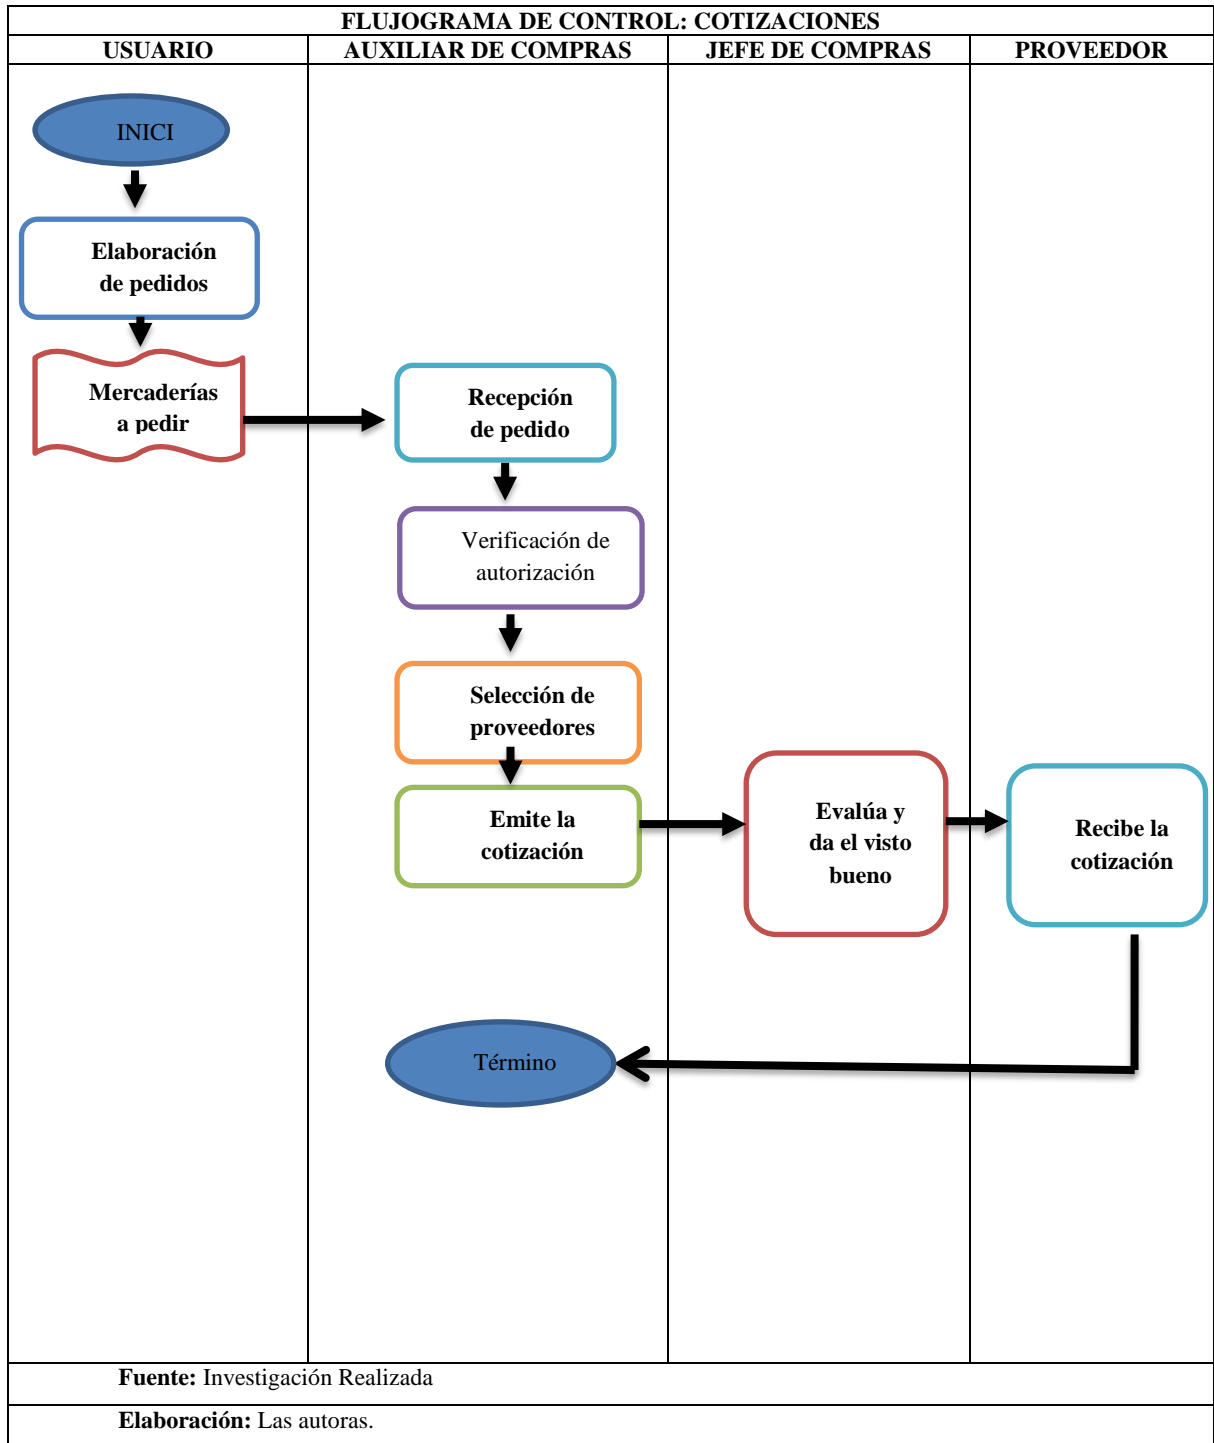 FLUJOGRAMA DE CONTROL: COTIZACIONES
USUARIO
AUXILIAR DE COMPRAS
JEFE DE COMPRAS
PROVEEDOR
INICI
Elaboración
de pedidos
Mercaderías
a pedir
Recepción
de pedido
Verificación de
autorización
Selección de
proveedores
Emite la
cotización
Evalúa y
da el visto
bueno
Recibe la
cotización
Término
Fuente: Investigación Realizada
Elaboración: Las autoras.